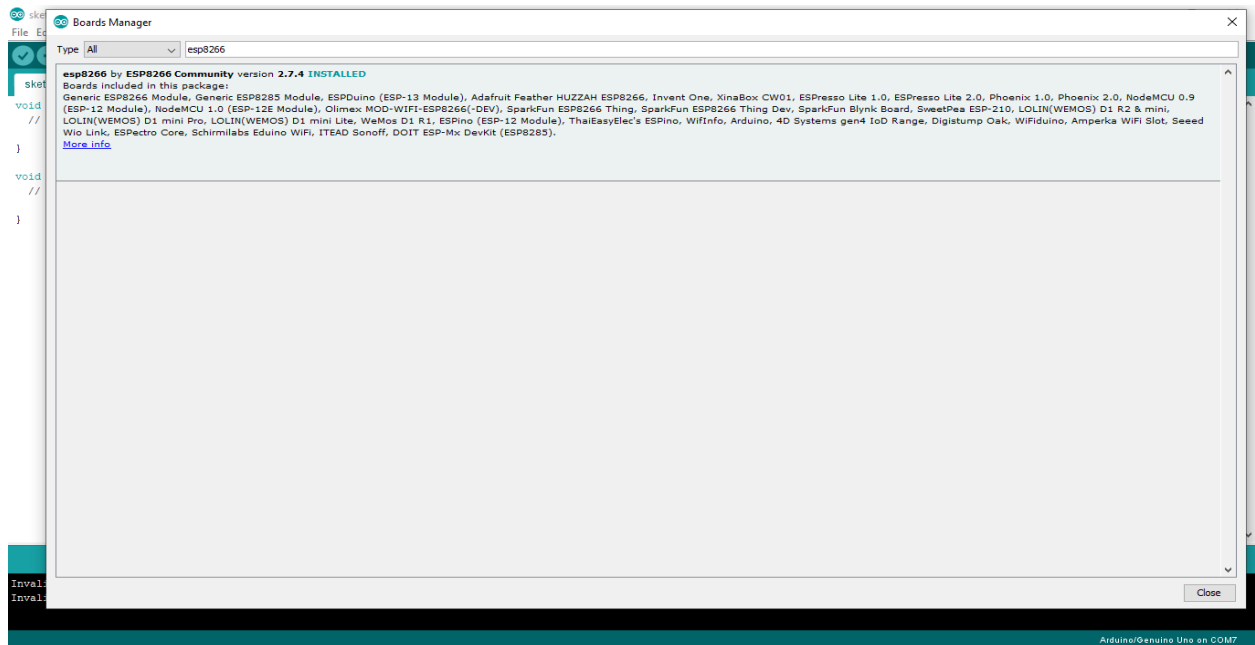 ske
Boards Manager
File Ed
Type All esp8266
esp8266 by ESP8266 Community version 2.7.4 INSTALLED
Boards included in this package:
Generic ESP8266 Module, Generic ESP8285 Module, ESPDuino (ESP-13 Module), Adafruit Feather HUZZAH ESP8266, Invent One, XinaBox CW01, ESPresso Lite 1.0, ESPresso Lite 2.0, Phoenix 1.0, Phoenix 2.0, NodeMCU 0.9
(ESP-12 Module), NodeMCU 1.0 (ESP-12E Module), Olimex MOD-WIFI-ESP8266(-DEV), SparkFun ESP8266 Thing, SparkFun ESP8266 Thing Dev, SparkFun Blynk Board, SweetPea ESP-210, LOLIN(WEMOS) D1 R2 & mini,
LOLIN(WEMOS) D1 mini Pro, LOLIN(WEMOS) D1 mini Lite, WeMos D1 R1, ESPino (ESP-12 Module), ThaiEasyElec's ESPino, WifInfo, Arduino, 4D Systems gen4 IoD Range, Digistump Oak, WiFiduino, Amperka WiFi Slot, Seeed
Wio Link, ESPectro Core, Schirmilabs Eduino WiFi, ITEAD Sonoff, DOIT ESP-Mx DevKit (ESP8285).
More info
sket
void
//
}
void
//
}
Invali
Invali
Close
Arduino/Genuino Uno on COM7